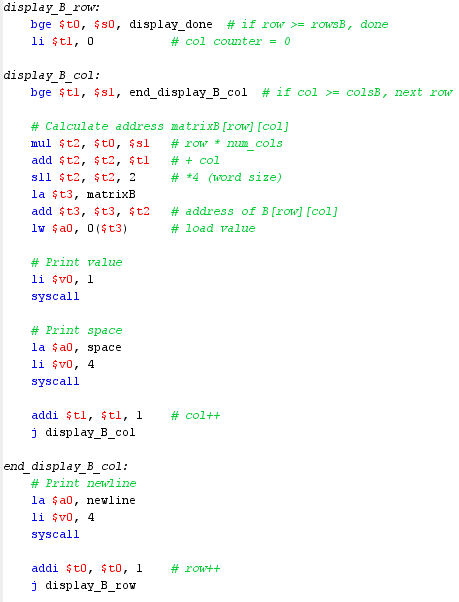 display_B_row:
    bge $t0, $s0, display_done  # if row >= rowsB, done
    li $t1, 0           # col counter = 0

display_B_col:
    bge $t1, $s1, end_display_B_col  # if col >= colsB, next row

    # Calculate address matrixB[row][col]
    mul $t2, $t0, $s1   # row * num_cols
    add $t2, $t2, $t1   # + col
    sll $t2, $t2, 2     # *4 (word size)
    la $t3, matrixB
    add $t3, $t3, $t2   # address of B[row][col]
    lw $a0, 0($t3)      # load value

    # Print value
    li $v0, 1
    syscall

    # Print space
    la $a0, space
    li $v0, 4
    syscall

    addi $t1, $t1, 1    # col++
    j display_B_col

end_display_B_col:
    # Print newline
    la $a0, newline
    li $v0, 4
    syscall

    addi $t0, $t0, 1    # row++
    j display_B_row